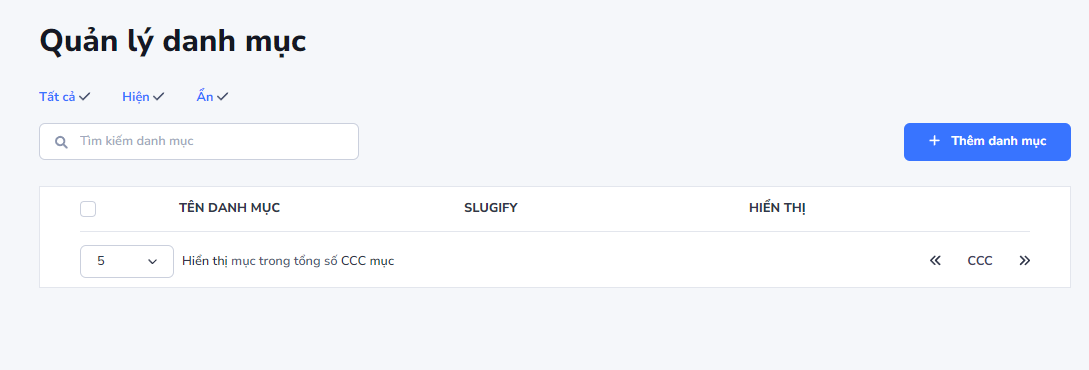 Quản lý danh mục
Tất cả Hiện Ẩn
Tìm kiếm danh mục
+ Thêm danh mục
TÊN DANH MỤC SLUGIFY HIỂN THỊ
5 Hiển thị mục trong tổng số CCC mục « CCC »